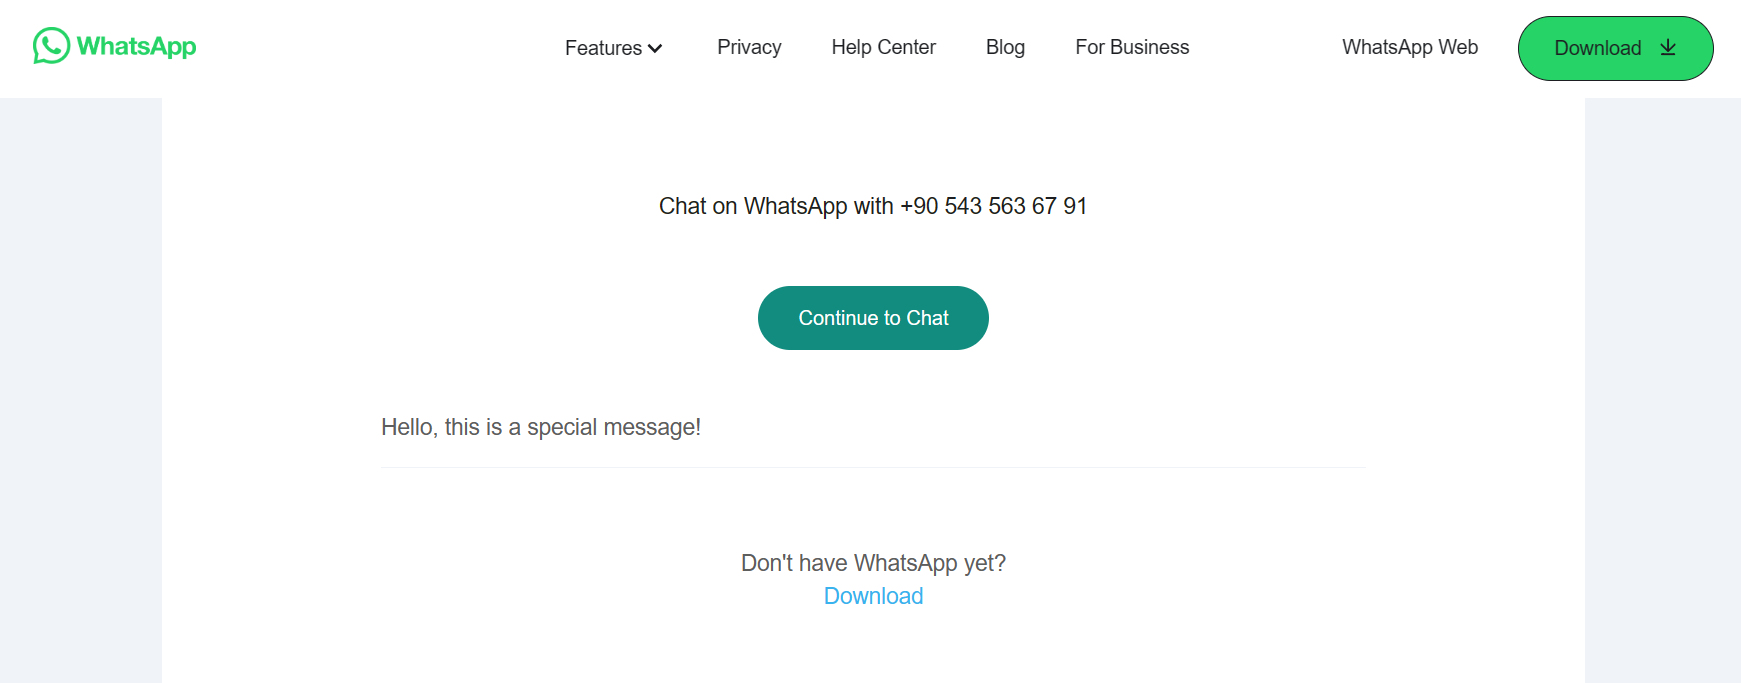 WhatsApp
Features
Privacy
Help Center
Blog
For Business
WhatsApp Web
Download
Chat on WhatsApp with +90 543 563 67 91
Continue to Chat
Hello, this is a special message!
Don't have WhatsApp yet?
Download